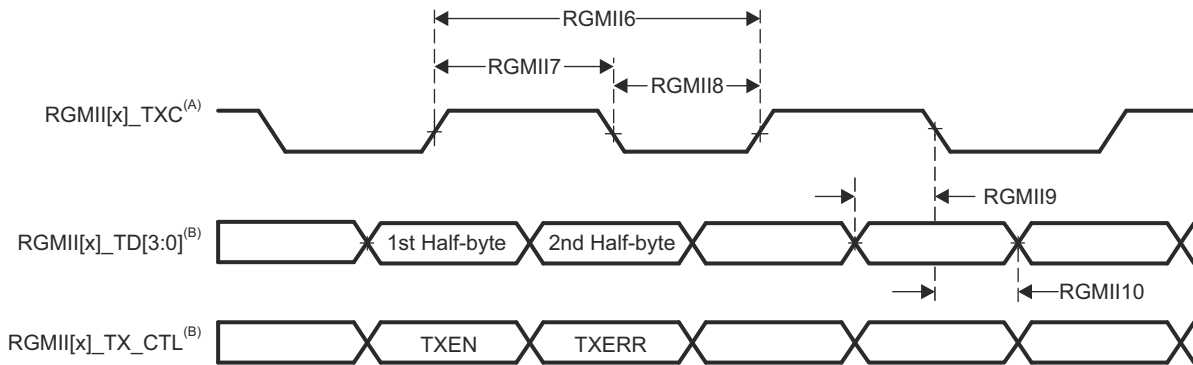 RGMII6
RGMII7
RGMII8
RGMII[x]_TXC(A)
RGMII9
RGMII[x]_TD[3:0](B)
1st Half-byte
2nd Half-byte
RGMII10
RGMII[x]_TX_CTL(B)
TXEN
TXERR